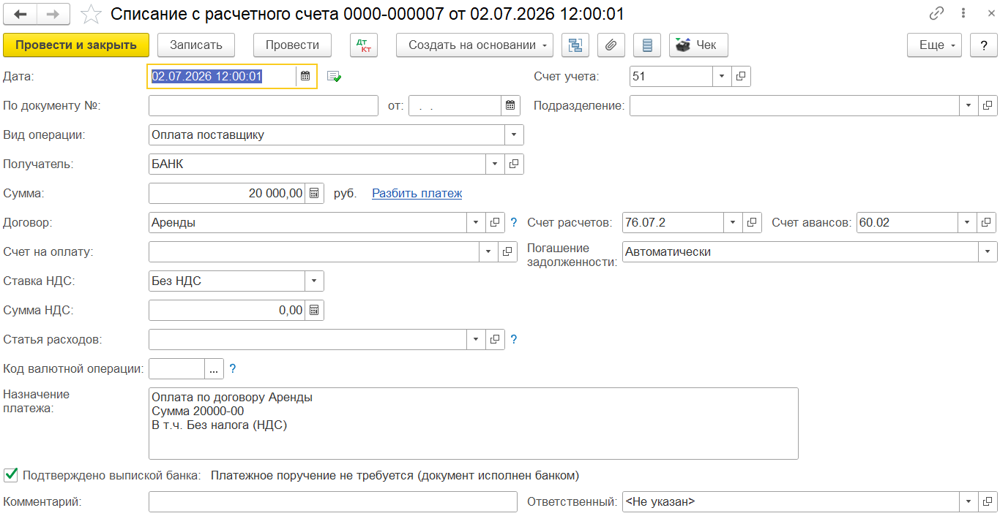 Списание с расчетного счета 0000-000007 от 02.07.2026 12:00:01
Провести и закрыть Записать Провести Дт Кт Создать на основании Чек Еще ?
Дата: 02.07.2026 12:00:01 Счет учета: 51
По документу №: от: . . Подразделение:
Вид операции: Оплата поставщику
Получатель: БАНК
Сумма: 20 000,00 руб. Разбить платеж
Договор: Аренды ? Счет расчетов: 76.07.2 Счет авансов: 60.02
Счет на оплату: Погашение задолженности: Автоматически
Ставка НДС: Без НДС
Сумма НДС: 0,00
Статья расходов: ?
Код валютной операции: ... ?
Назначение платежа:
Оплата по договору Аренды
Сумма 20000-00
В т.ч. Без налога (НДС)
Подтверждено выпиской банка: Платежное поручение не требуется (документ исполнен банком)
Комментарий: Ответственный: <Не указан>